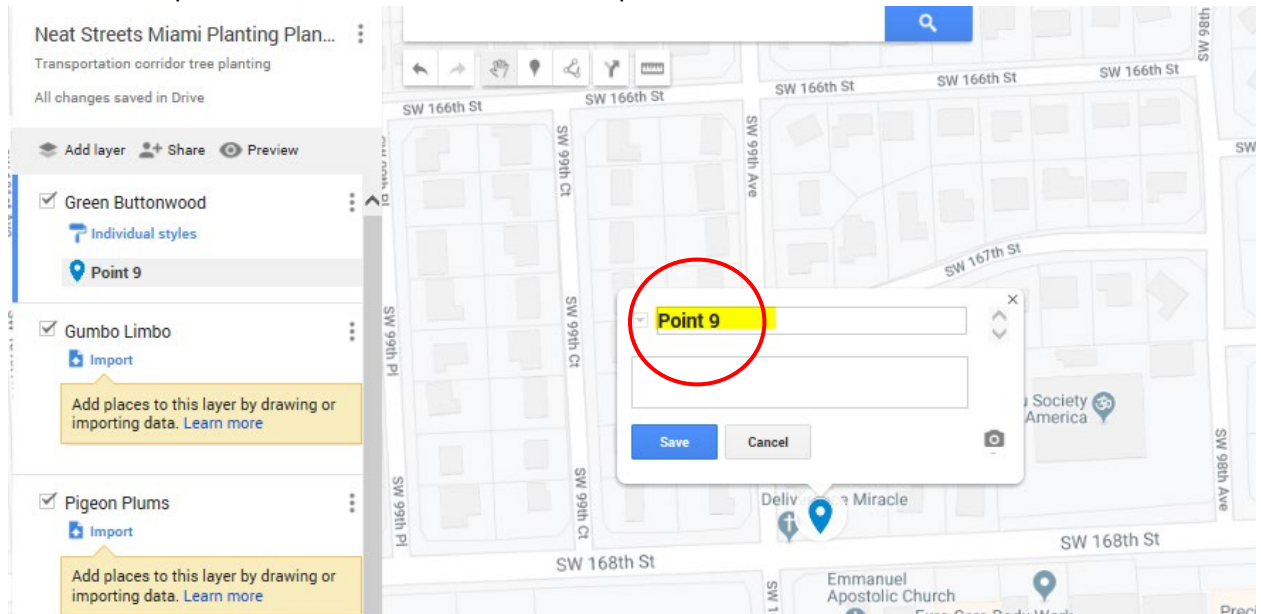 Neat Streets Miami Planting Plan...
Transportation corridor tree planting
All changes saved in Drive
Add layer Share Preview
Green Buttonwood
Individual styles
Point 9
Gumbo Limbo
Import
Add places to this layer by drawing or
importing data. Learn more
Pigeon Plums
Import
Add places to this layer by drawing or
importing data. Learn more
SW 166th St
SW 166th St
SW 166th St
SW 166th St
SW 166th St
SW 98th
SW
SW 99th Ct
SW 99th Ave
SW 167th St
SW 99th Pl
SW 99th Ct
Point 9
Save Cancel
Society
America
SW 98th Ave
SW 99th Pl
SW 99th Ct
Miracle
SW 168th St
SW 168th St
Emmanuel
Apostolic Church